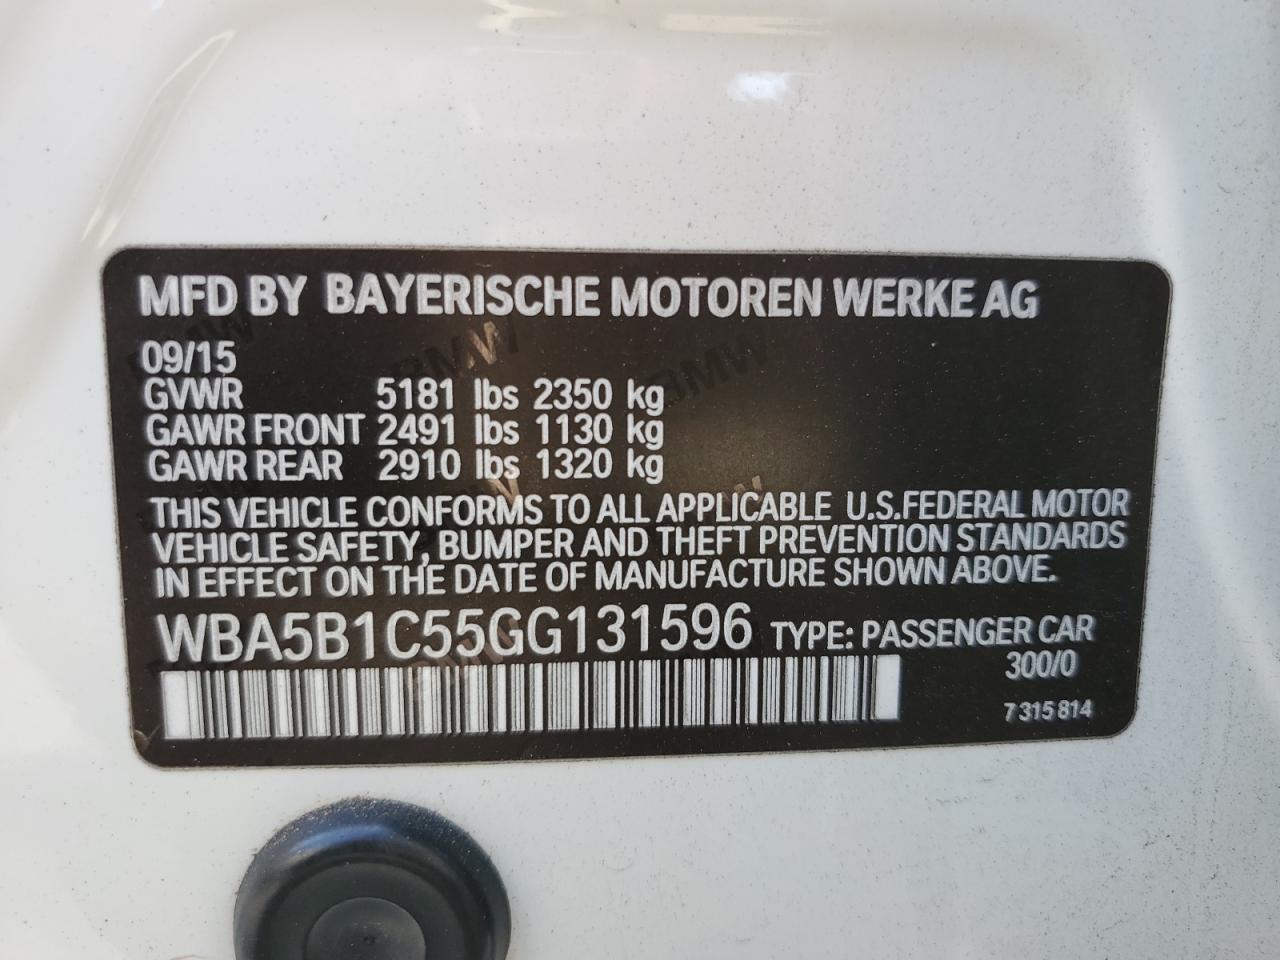 MFD BY BAYERISCHE MOTOREN WERKE AG
09/15
GVWR 5181 lbs 2350 kg
GAWR FRONT 2491 lbs 1130 kg
GAWR REAR 2910 lbs 1320 kg
THIS VEHICLE CONFORMS TO ALL APPLICABLE U.S.FEDERAL MOTOR
VEHICLE SAFETY, BUMPER AND THEFT PREVENTION STANDARDS
IN EFFECT ON THE DATE OF MANUFACTURE SHOWN ABOVE.
WBA5B1C55GG131596 TYPE: PASSENGER CAR
300/0
7 315 814